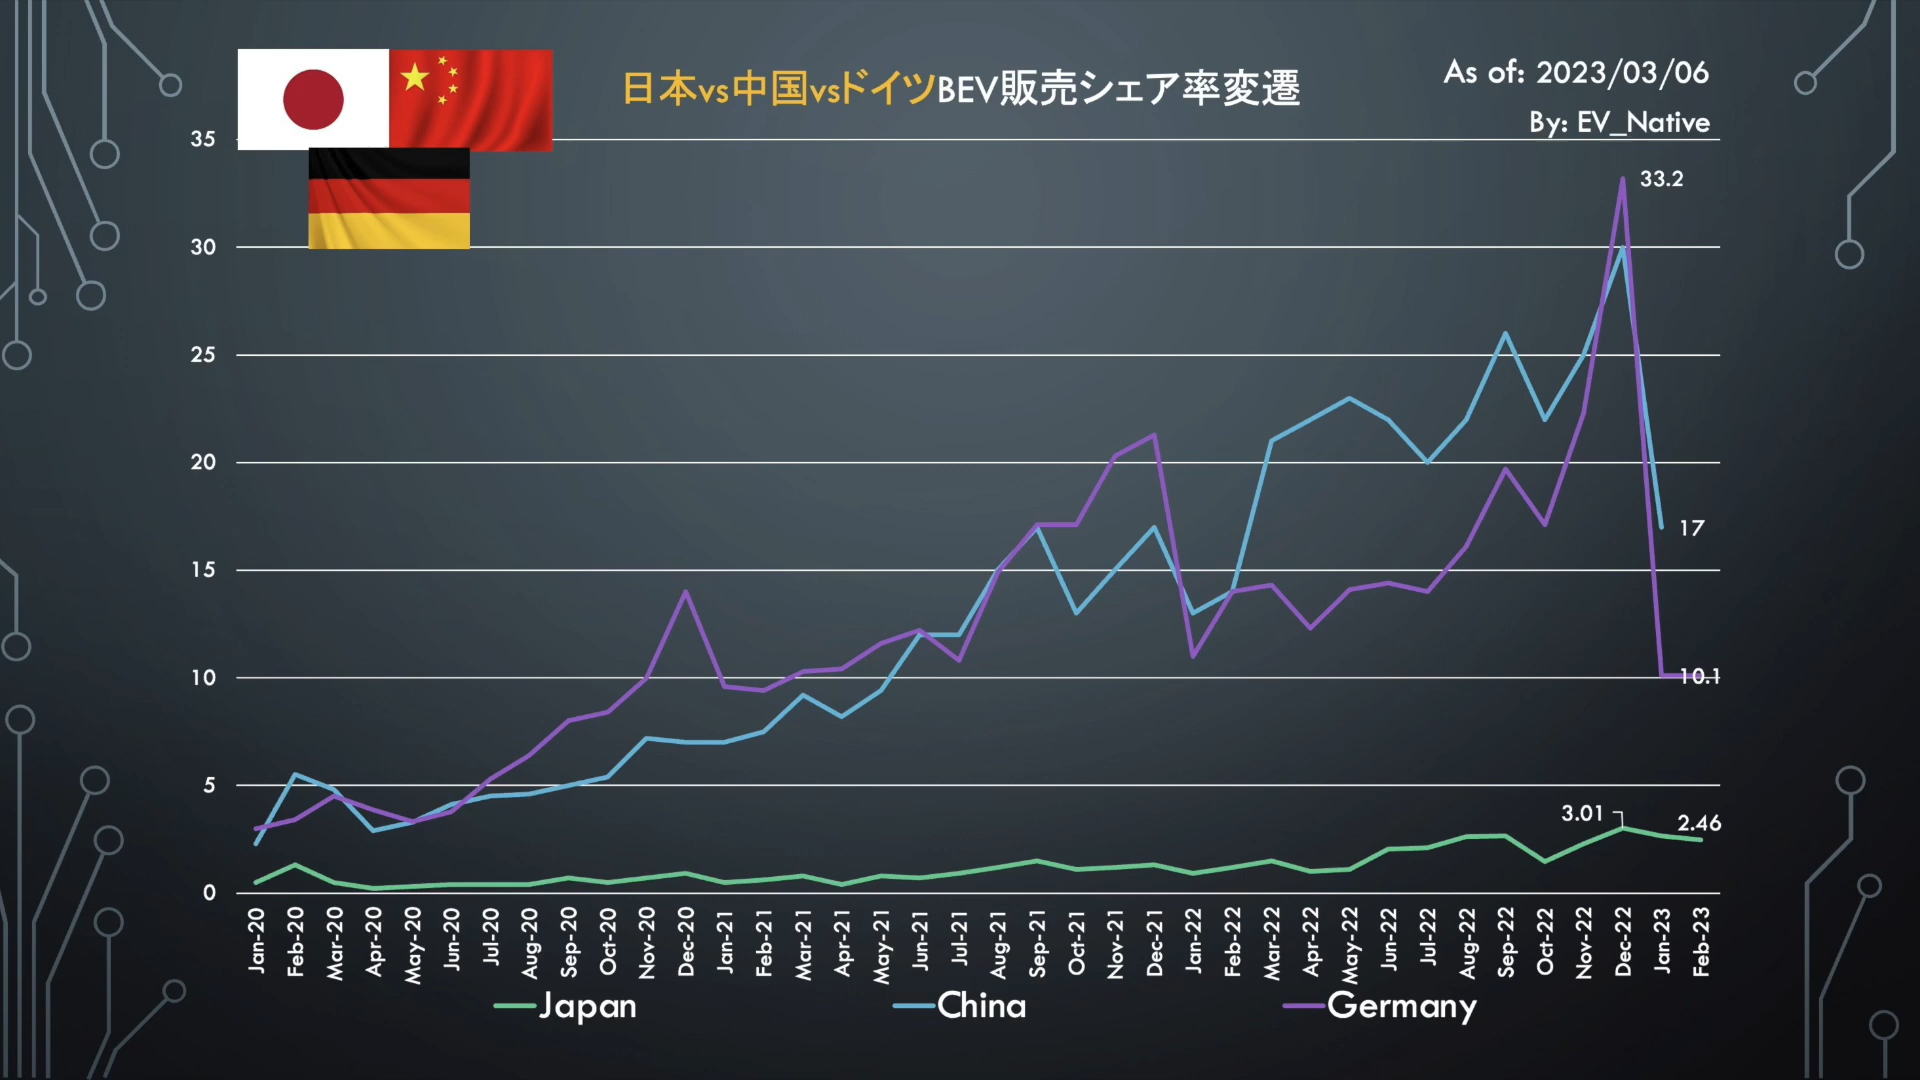 日本vs中国vsドイツBEV販売シェア率変遷
As of: 2023/03/06
By: EV_Native
35
30
25
20
15
10
5
0
33.2
17
10.1
3.01
2.46
Jan-20
Feb-20
Mar-20
Apr-20
May-20
Jun-20
Jul-20
Aug-20
Sep-20
Oct-20
Nov-20
Dec-20
Jan-21
Feb-21
Mar-21
Apr-21
May-21
Jun-21
Jul-21
Aug-21
Sep-21
Oct-21
Nov-21
Dec-21
Jan-22
Feb-22
Mar-22
Apr-22
May-22
Jun-22
Jul-22
Aug-22
Sep-22
Oct-22
Nov-22
Dec-22
Jan-23
Feb-23
Japan
China
Germany